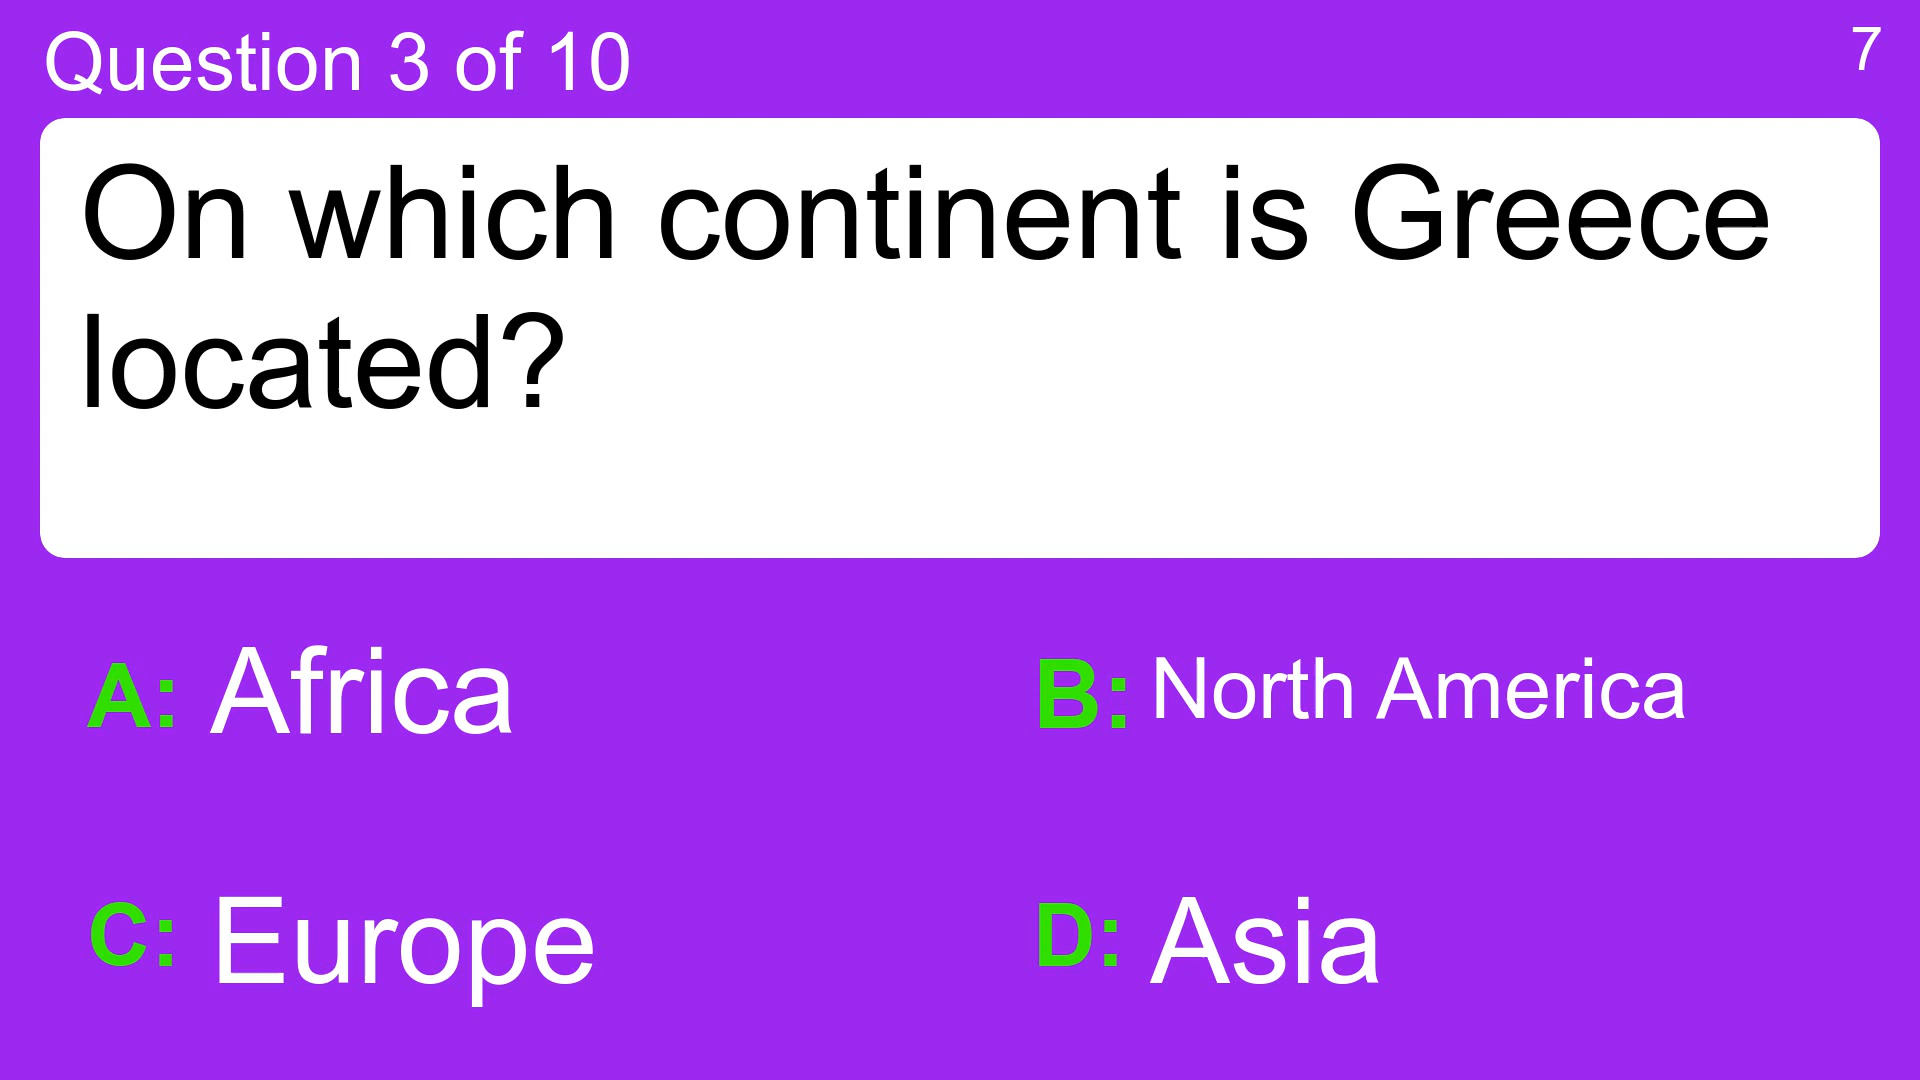 Question 3 of 10
7
On which continent is Greece
located?
A: Africa
B: North America
C: Europe
D: Asia